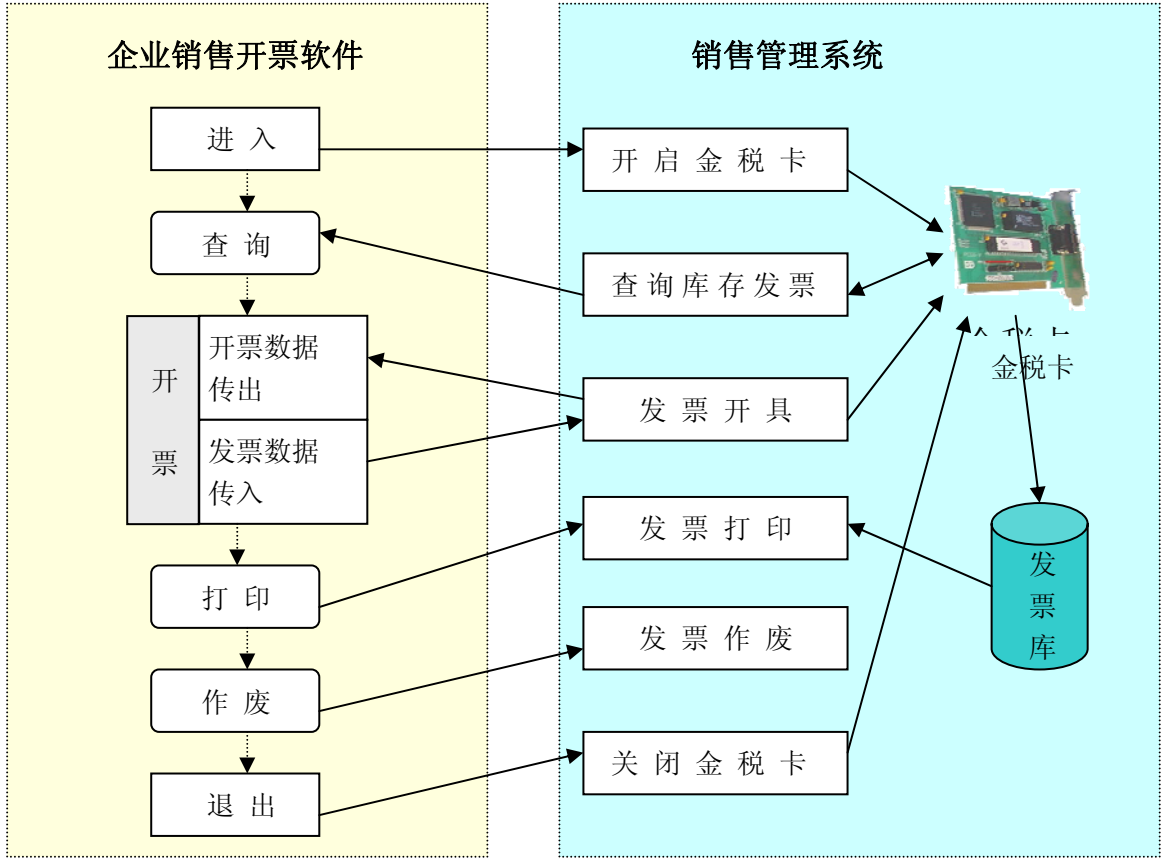 企业销售开票软件
进 入
查 询
开
票
开票数据
传出
发票数据
传入
打 印
作 废
退 出
销售管理系统
开 启 金 税 卡
查询库存发票
发 票 开 具
发 票 打 印
发 票 作 废
关 闭 金 税 卡
金税卡
发
票
库